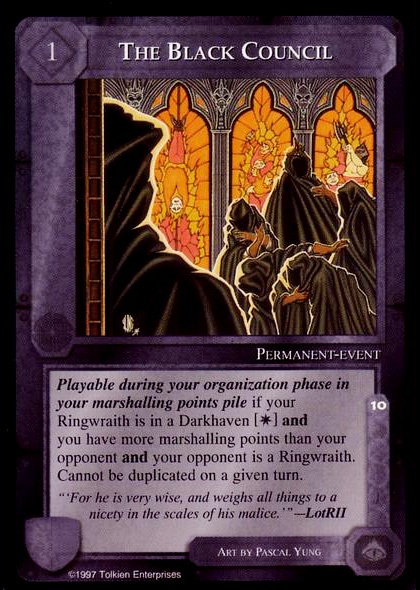 1
THE BLACK COUNCIL
PERMANENT-EVENT
Playable during your organization phase in
your marshalling points pile if your
Ringwraith is in a Darkhaven [✷] and
you have more marshalling points than your
opponent and your opponent is a Ringwraith.
Cannot be duplicated on a given turn.
“‘For he is very wise, and weighs all things to a
nicety in the scales of his malice.’”—LotRII
10
ART BY PASCAL YUNG
©1997 Tolkien Enterprises